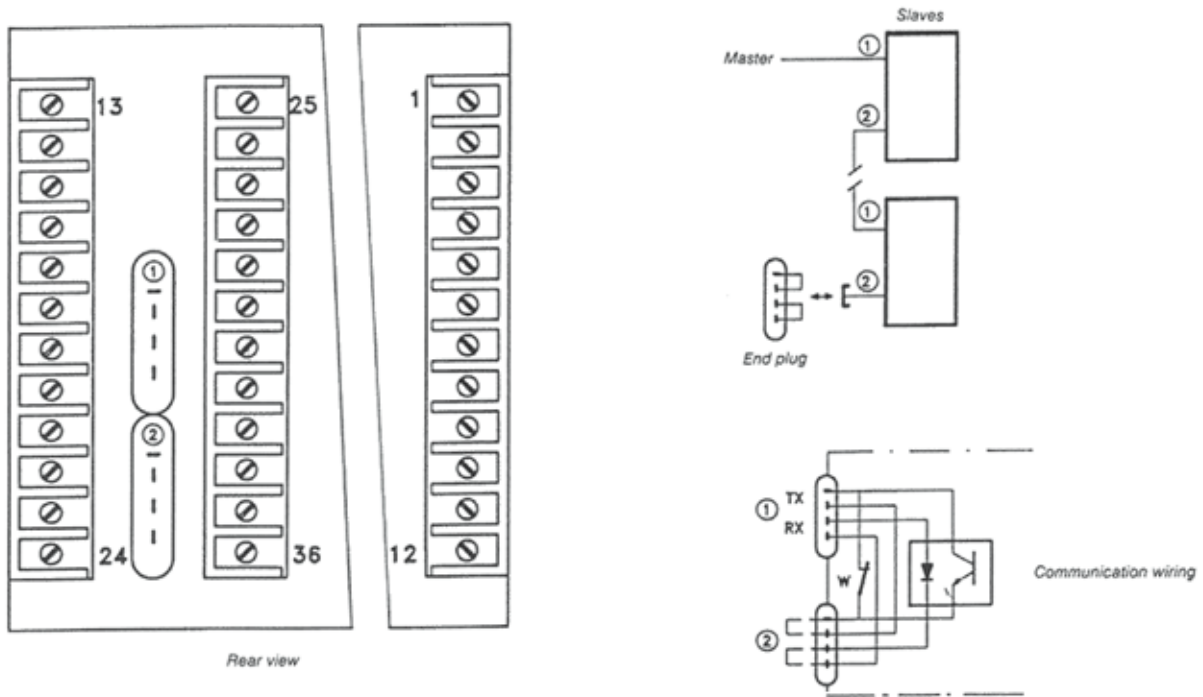 13
25
1
①
②
24
36
12
Rear view
Slaves
Master
①
②
①
②
End plug
①
TX
RX
W
②
Communication wiring